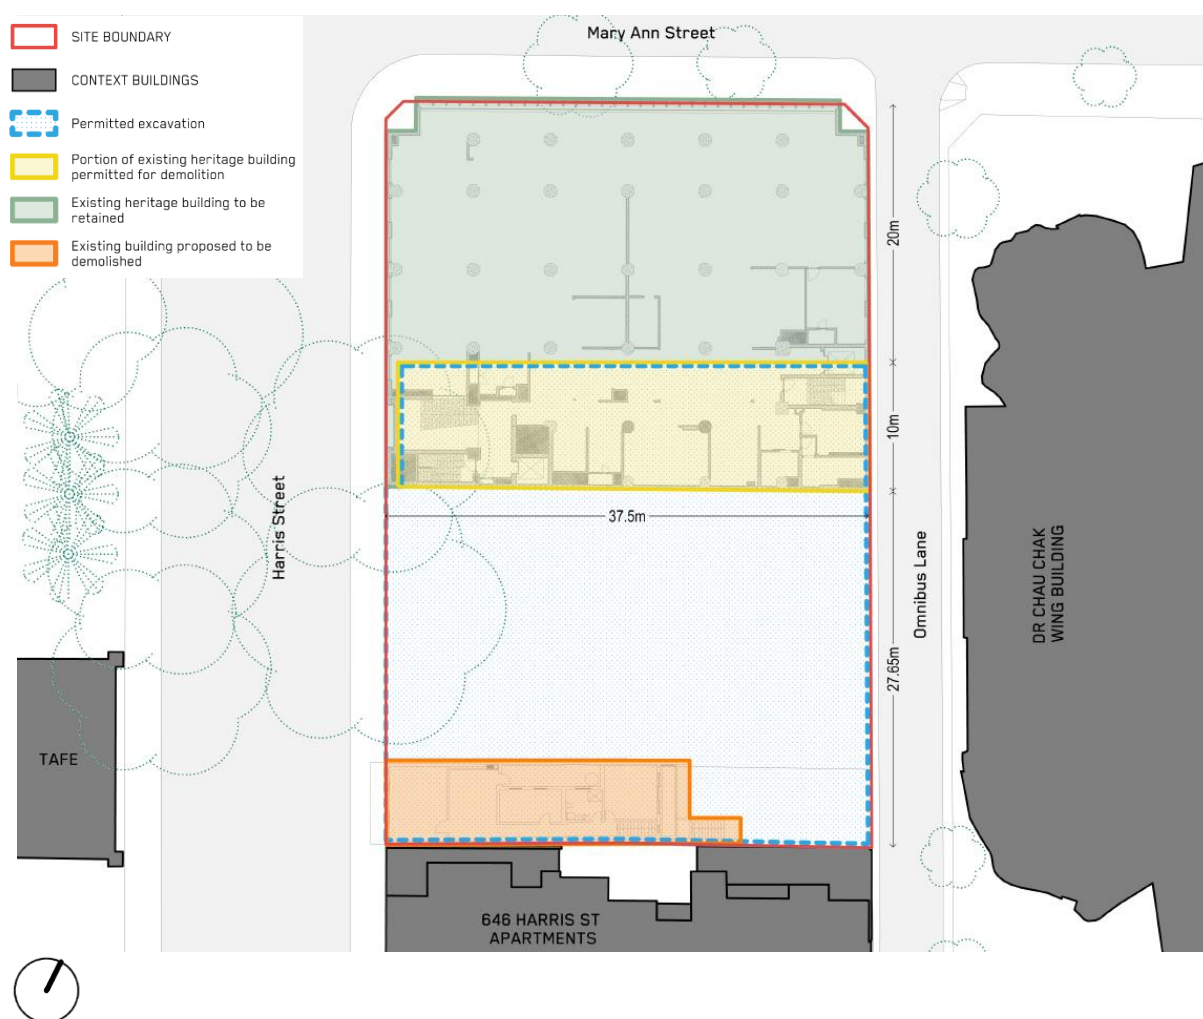 Mary Ann Street
SITE BOUNDARY
CONTEXT BUILDINGS
Permitted excavation
Portion of existing heritage building
permitted for demolition
Existing heritage building to be
retained
Existing building proposed to be
demolished
20m
10m
37.5m
27.65m
Harris Street
Omnibus Lane
DR CHAU CHAK
WING BUILDING
TAFE
646 HARRIS ST
APARTMENTS